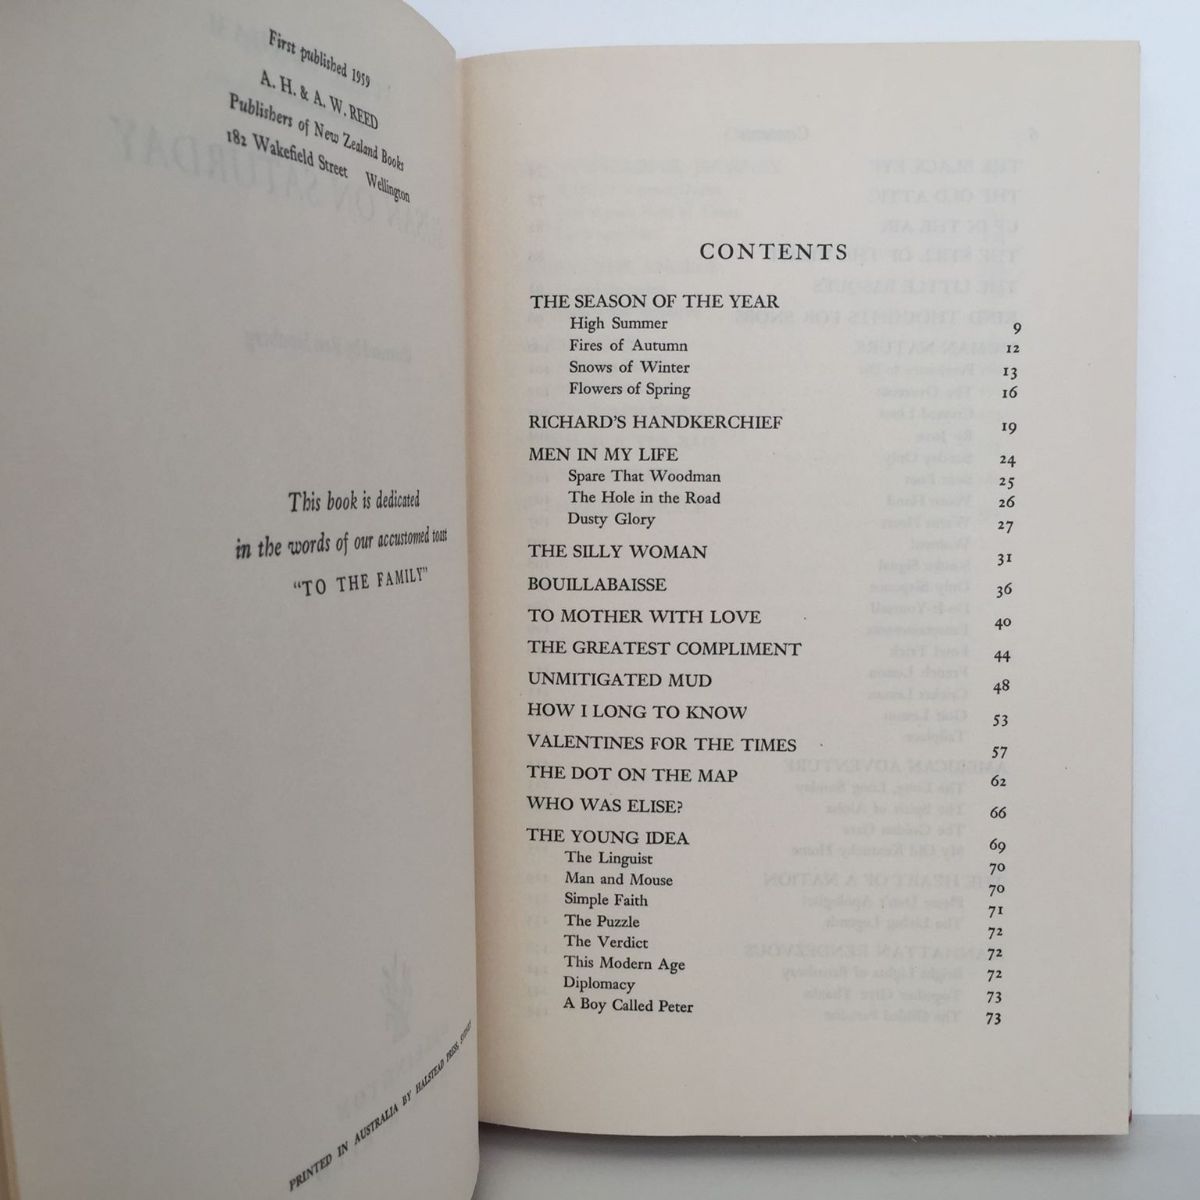 First published 1959
A. H. & A. W. REED
Publishers of New Zealand Books
182 Wakefield Street Wellington
This book is dedicated
in the words of our accustomed toast
"TO THE FAMILY"
PRINTED IN AUSTRALIA BY HALSTEAD PRESS, SYDNEY
CONTENTS
THE SEASON OF THE YEAR
High Summer 9
Fires of Autumn 12
Snows of Winter 13
Flowers of Spring 16
RICHARD'S HANDKERCHIEF 19
MEN IN MY LIFE 24
Spare That Woodman 25
The Hole in the Road 26
Dusty Glory 27
THE SILLY WOMAN 31
BOUILLABAISSE 36
TO MOTHER WITH LOVE 40
THE GREATEST COMPLIMENT 44
UNMITIGATED MUD 48
HOW I LONG TO KNOW 53
VALENTINES FOR THE TIMES 57
THE DOT ON THE MAP 62
WHO WAS ELISE? 66
THE YOUNG IDEA 69
The Linguist 70
Man and Mouse 70
Simple Faith 71
The Puzzle 72
The Verdict 72
This Modern Age 72
Diplomacy 73
A Boy Called Peter 73